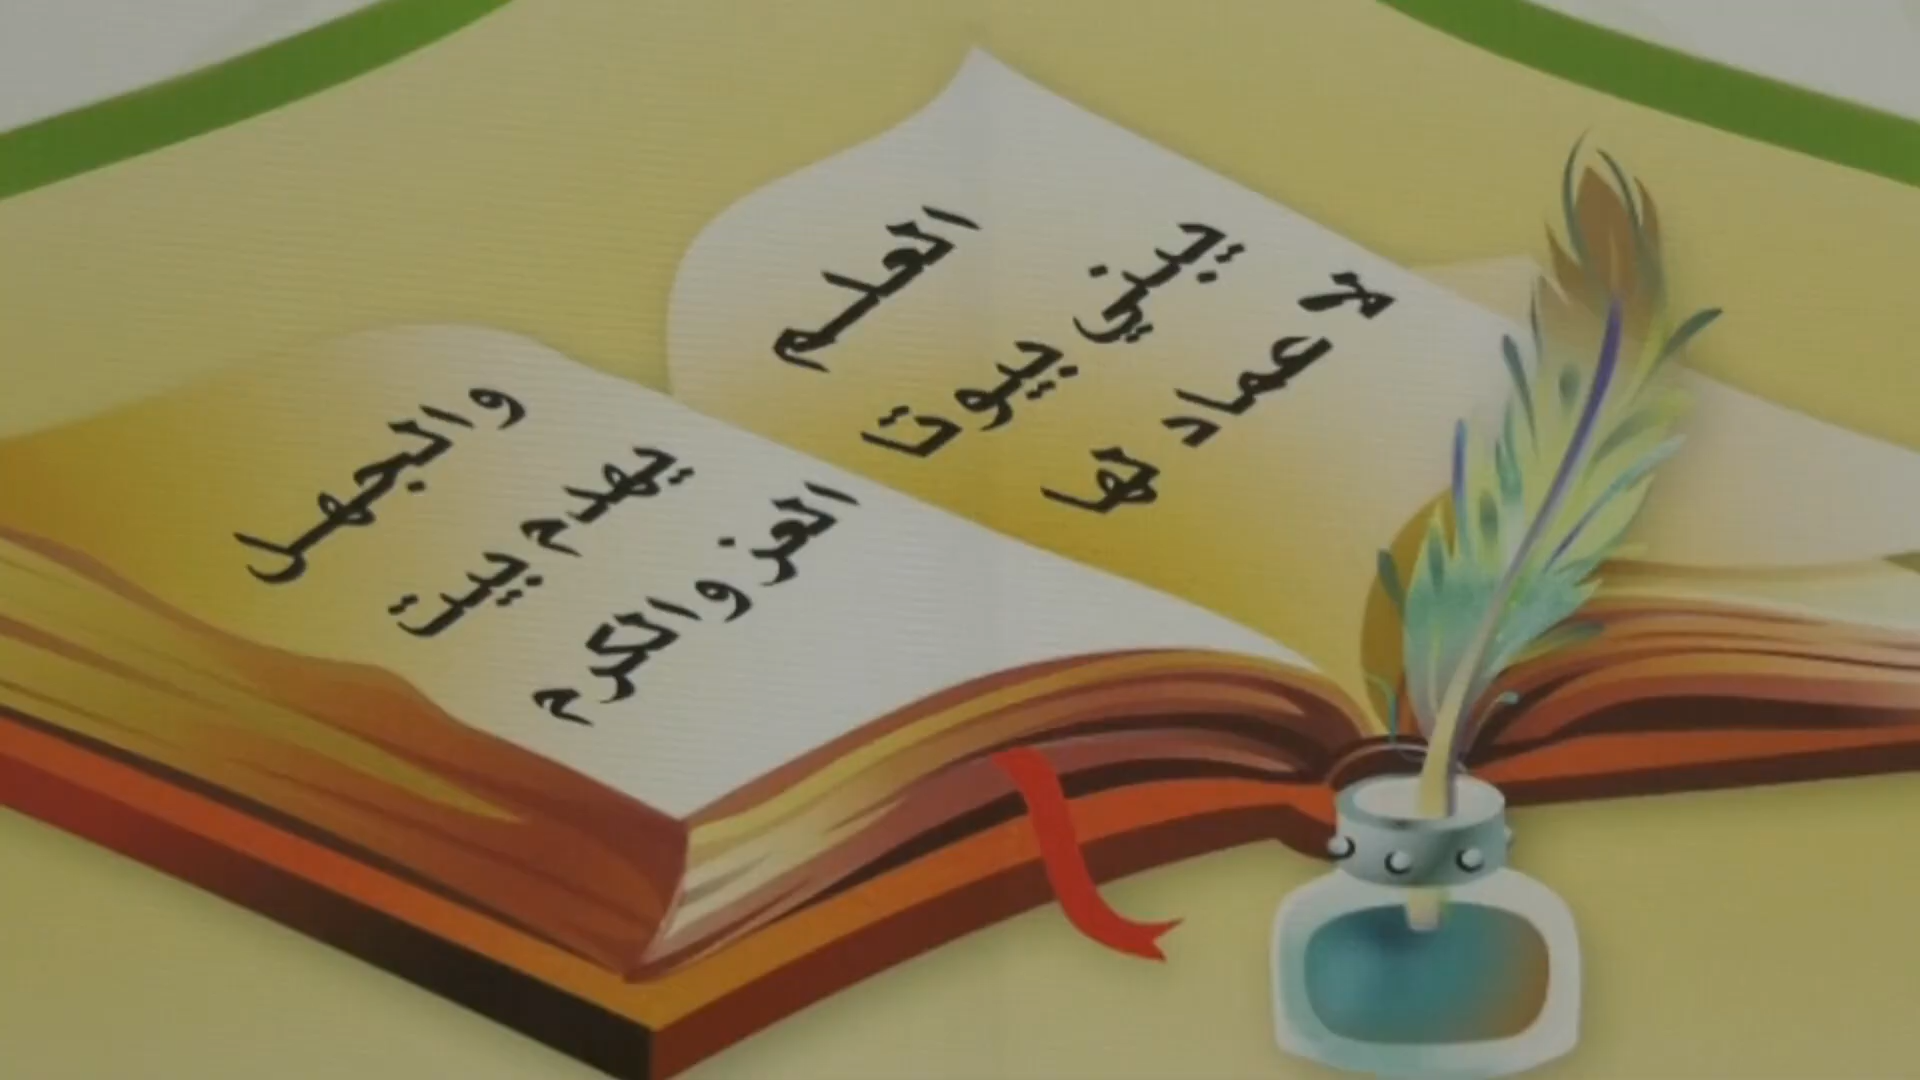 العلم
يبني بيوتا
لا عماد لها
والجهل
يهدم بيت
العز والكرم